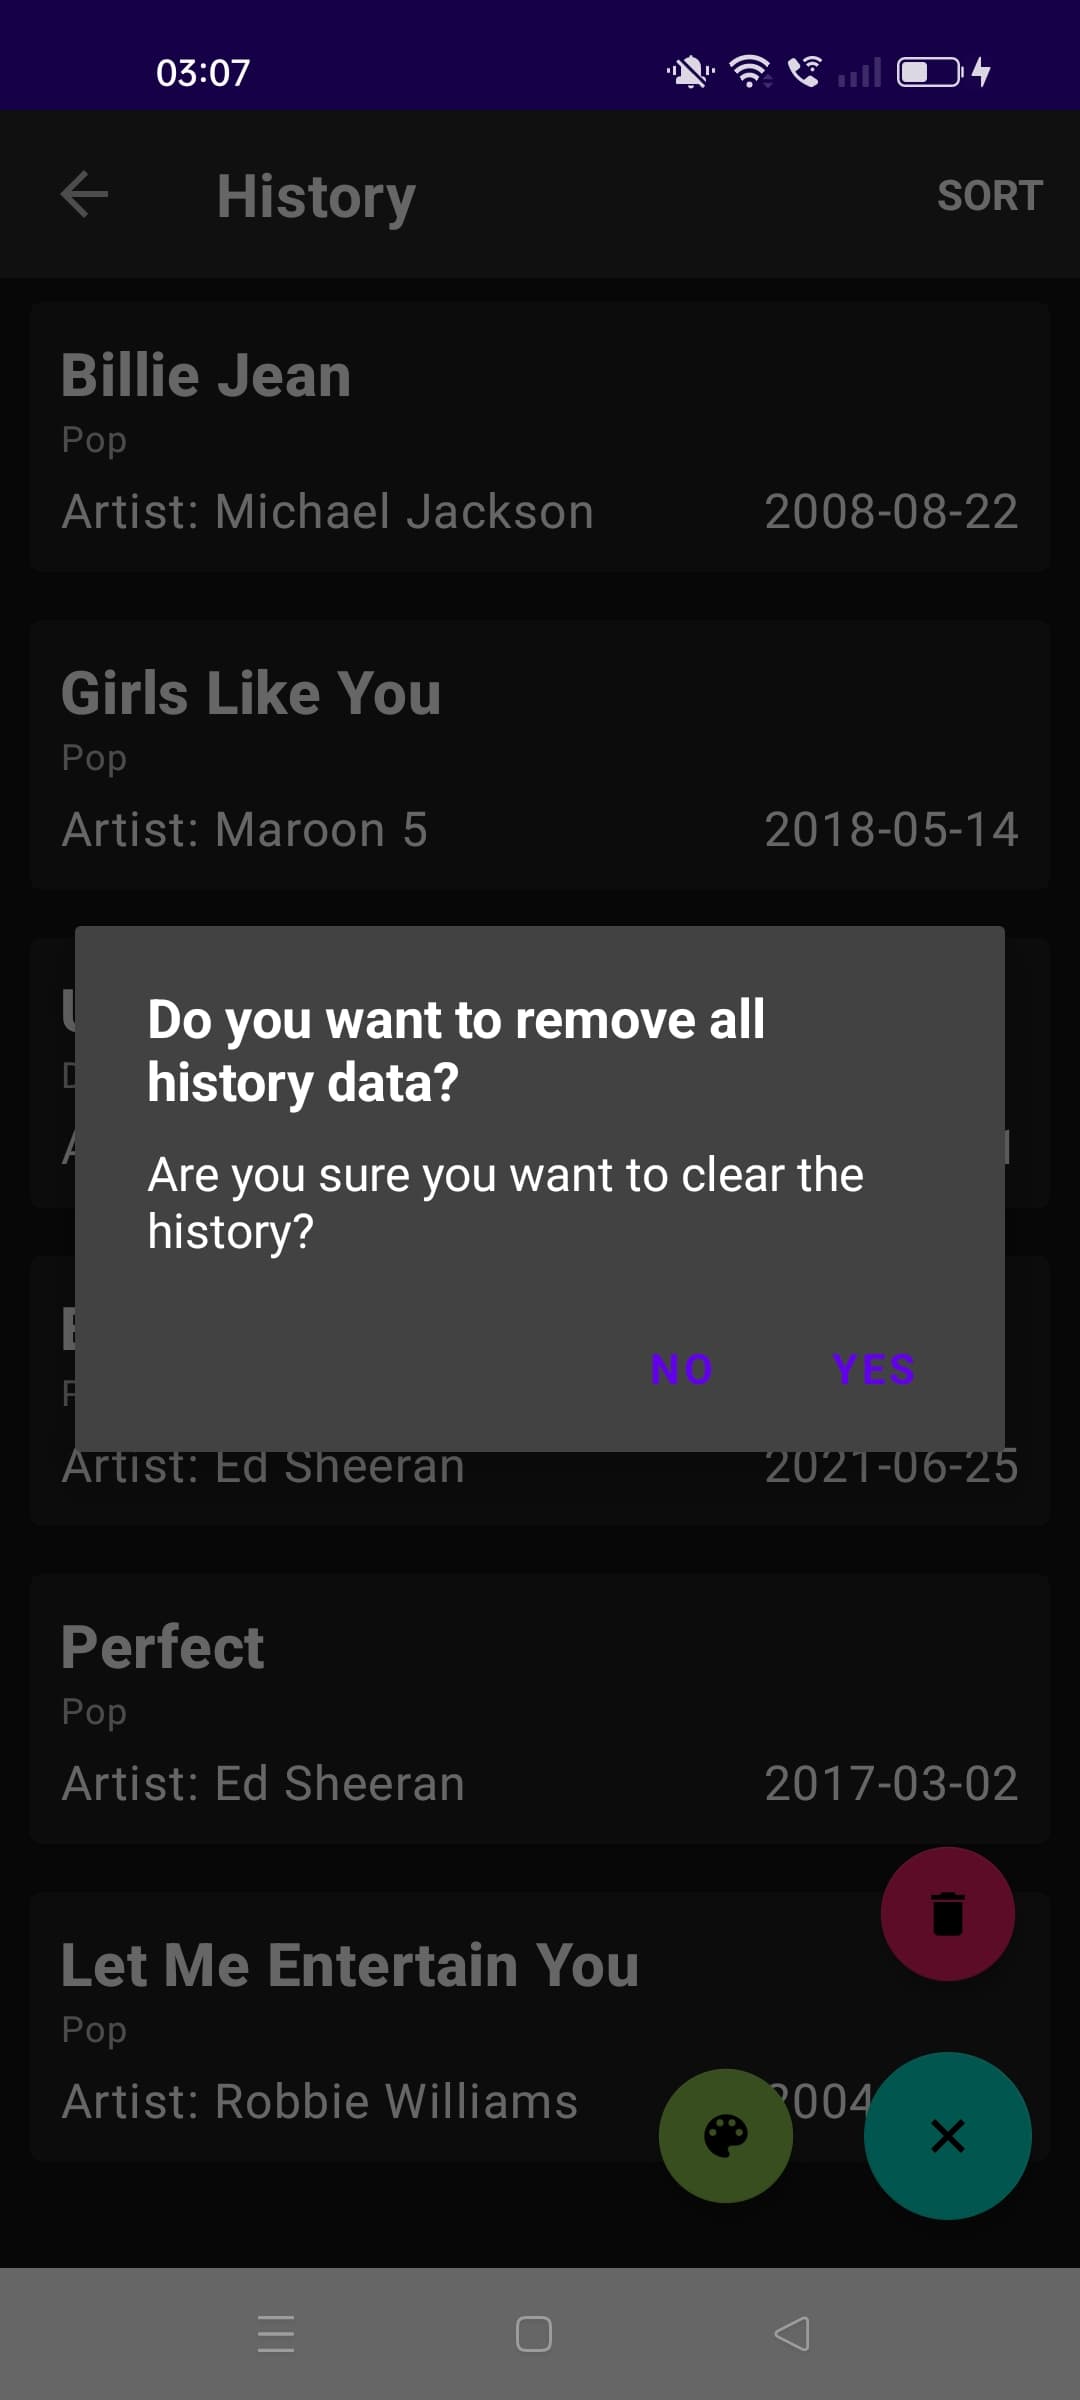 03:07
History
SORT
Billie Jean
Pop
Artist: Michael Jackson
2008-08-22
Girls Like You
Pop
Artist: Maroon 5
2018-05-14
Do you want to remove all
history data?
Are you sure you want to clear the
history?
NO
YES
Artist: Ed Sheeran
2021-06-25
Perfect
Pop
Artist: Ed Sheeran
2017-03-02
Let Me Entertain You
Pop
Artist: Robbie Williams
2004